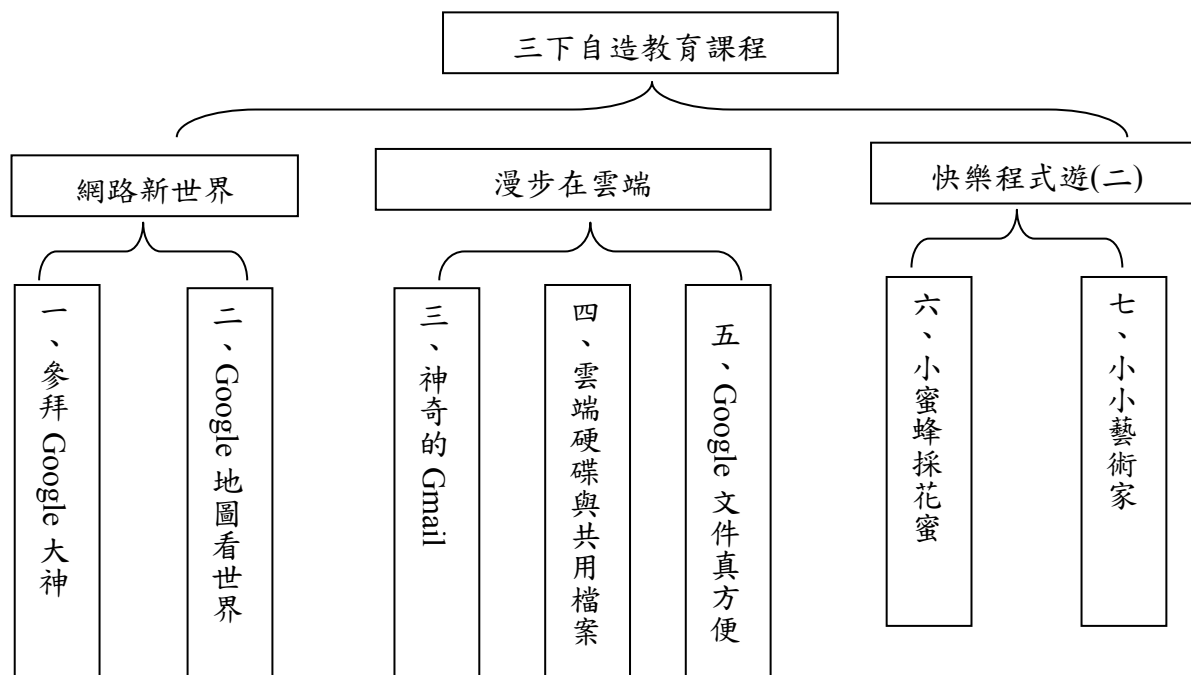 三下自造教育課程
網路新世界
漫步在雲端
快樂程式遊(二)
一、參拜 Google 大神
二、Google 地圖看世界
三、神奇的 Gmail
四、雲端硬碟與共用檔案
五、Google 文件真方便
六、小蜜蜂採花蜜
七、小小藝術家